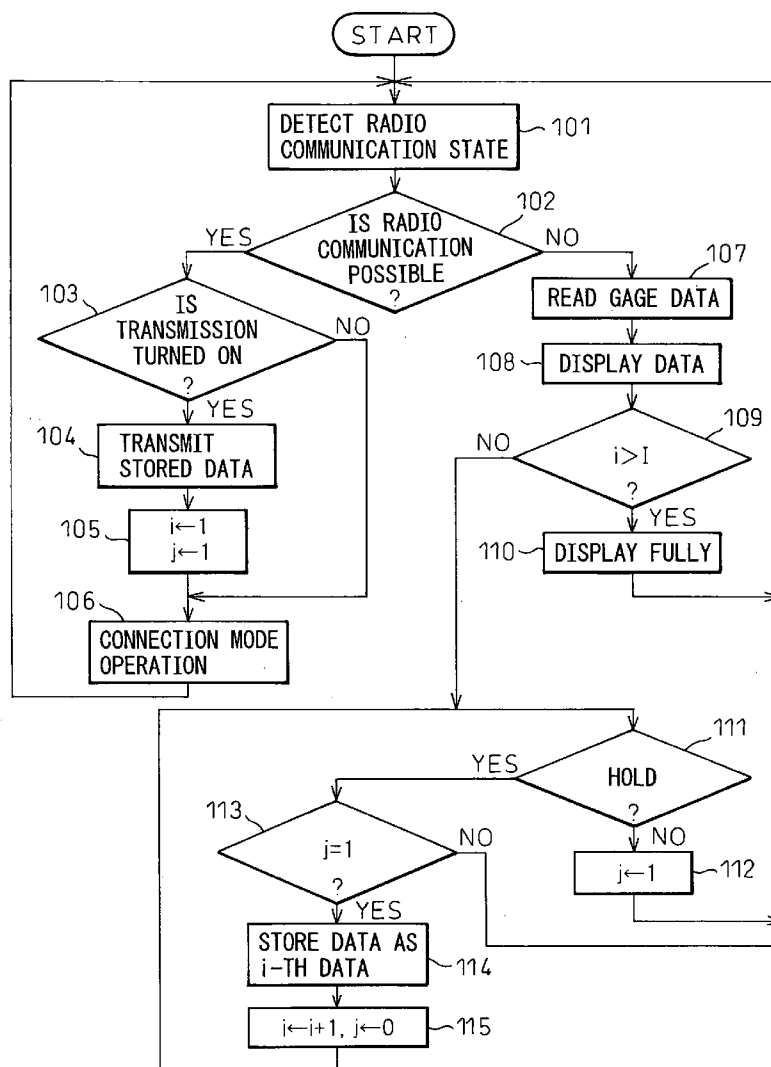 START
DETECT RADIO
COMMUNICATION STATE
101
IS RADIO
COMMUNICATION
POSSIBLE
?
102
YES
NO
103
IS
TRANSMISSION
TURNED ON
?
NO
YES
104
TRANSMIT
STORED DATA
105
i←1
j←1
106
CONNECTION MODE
OPERATION
107
READ GAGE DATA
108
DISPLAY DATA
109
i>I
?
NO
YES
110
DISPLAY FULLY
111
HOLD
?
YES
NO
j←1
112
113
j=1
?
NO
YES
STORE DATA AS
i-TH DATA
114
i←i+1, j←0
115